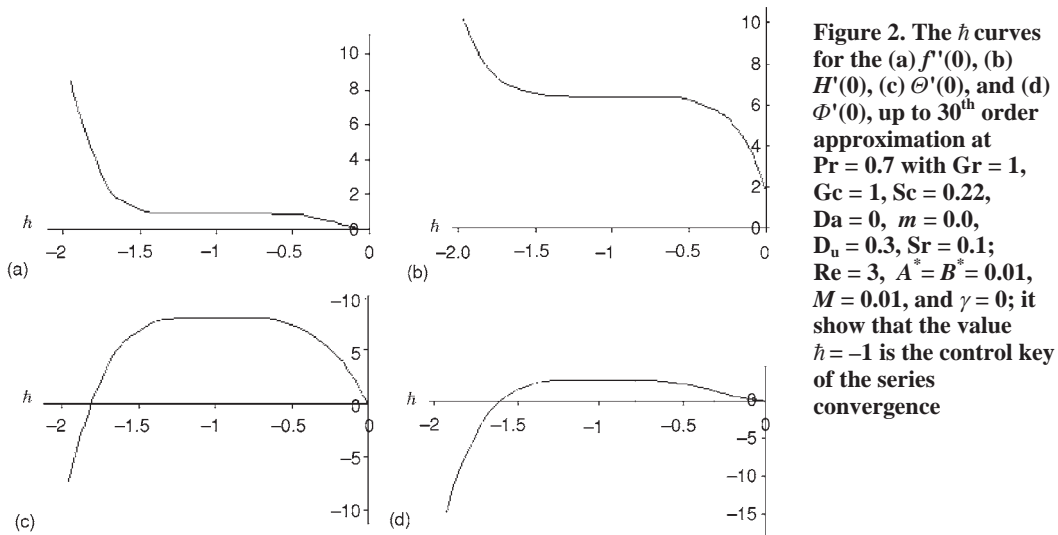 10
8
6
4
2
0
ħ
−2
−1.5
−1
−0.5
0
(a)
10
8
6
4
2
0
ħ
−2.0
−1.5
−1
−0.5
0
(b)
−10
5
0
−5
−10
ħ
−2
−1.5
−1
−0.5
0
(c)
0
−5
−10
−15
ħ
−2
−1.5
−1
−0.5
0
(d)
Figure 2. The ħ curves
for the (a) f''(0), (b)
H'(0), (c) Θ'(0), and (d)
Φ'(0), up to 30th order
approximation at
Pr = 0.7 with Gr = 1,
Gc = 1, Sc = 0.22,
Da = 0, m = 0.0,
Du = 0.3, Sr = 0.1;
Re = 3, A* = B* = 0.01,
M = 0.01, and γ = 0; it
show that the value
ħ = –1 is the control key
of the series
convergence